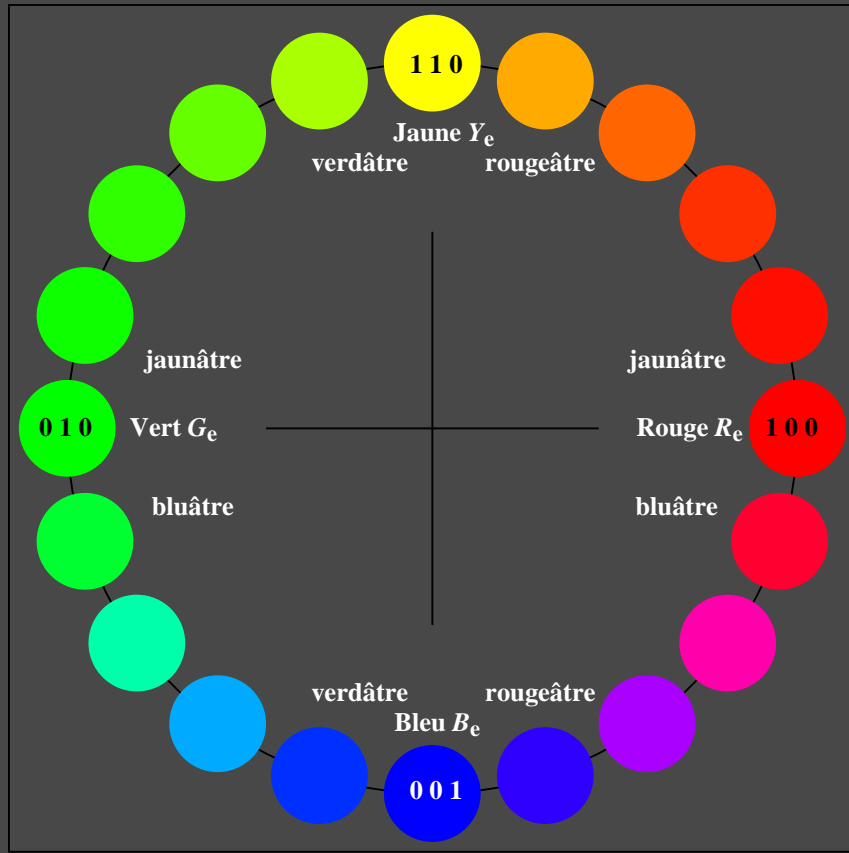 1 1 0
Jaune Ye
verdâtre rougeâtre
jaunâtre jaunâtre
0 1 0 Vert Ge Rouge Re 1 0 0
bluâtre bluâtre
verdâtre rougeâtre
Bleu Be
0 0 1